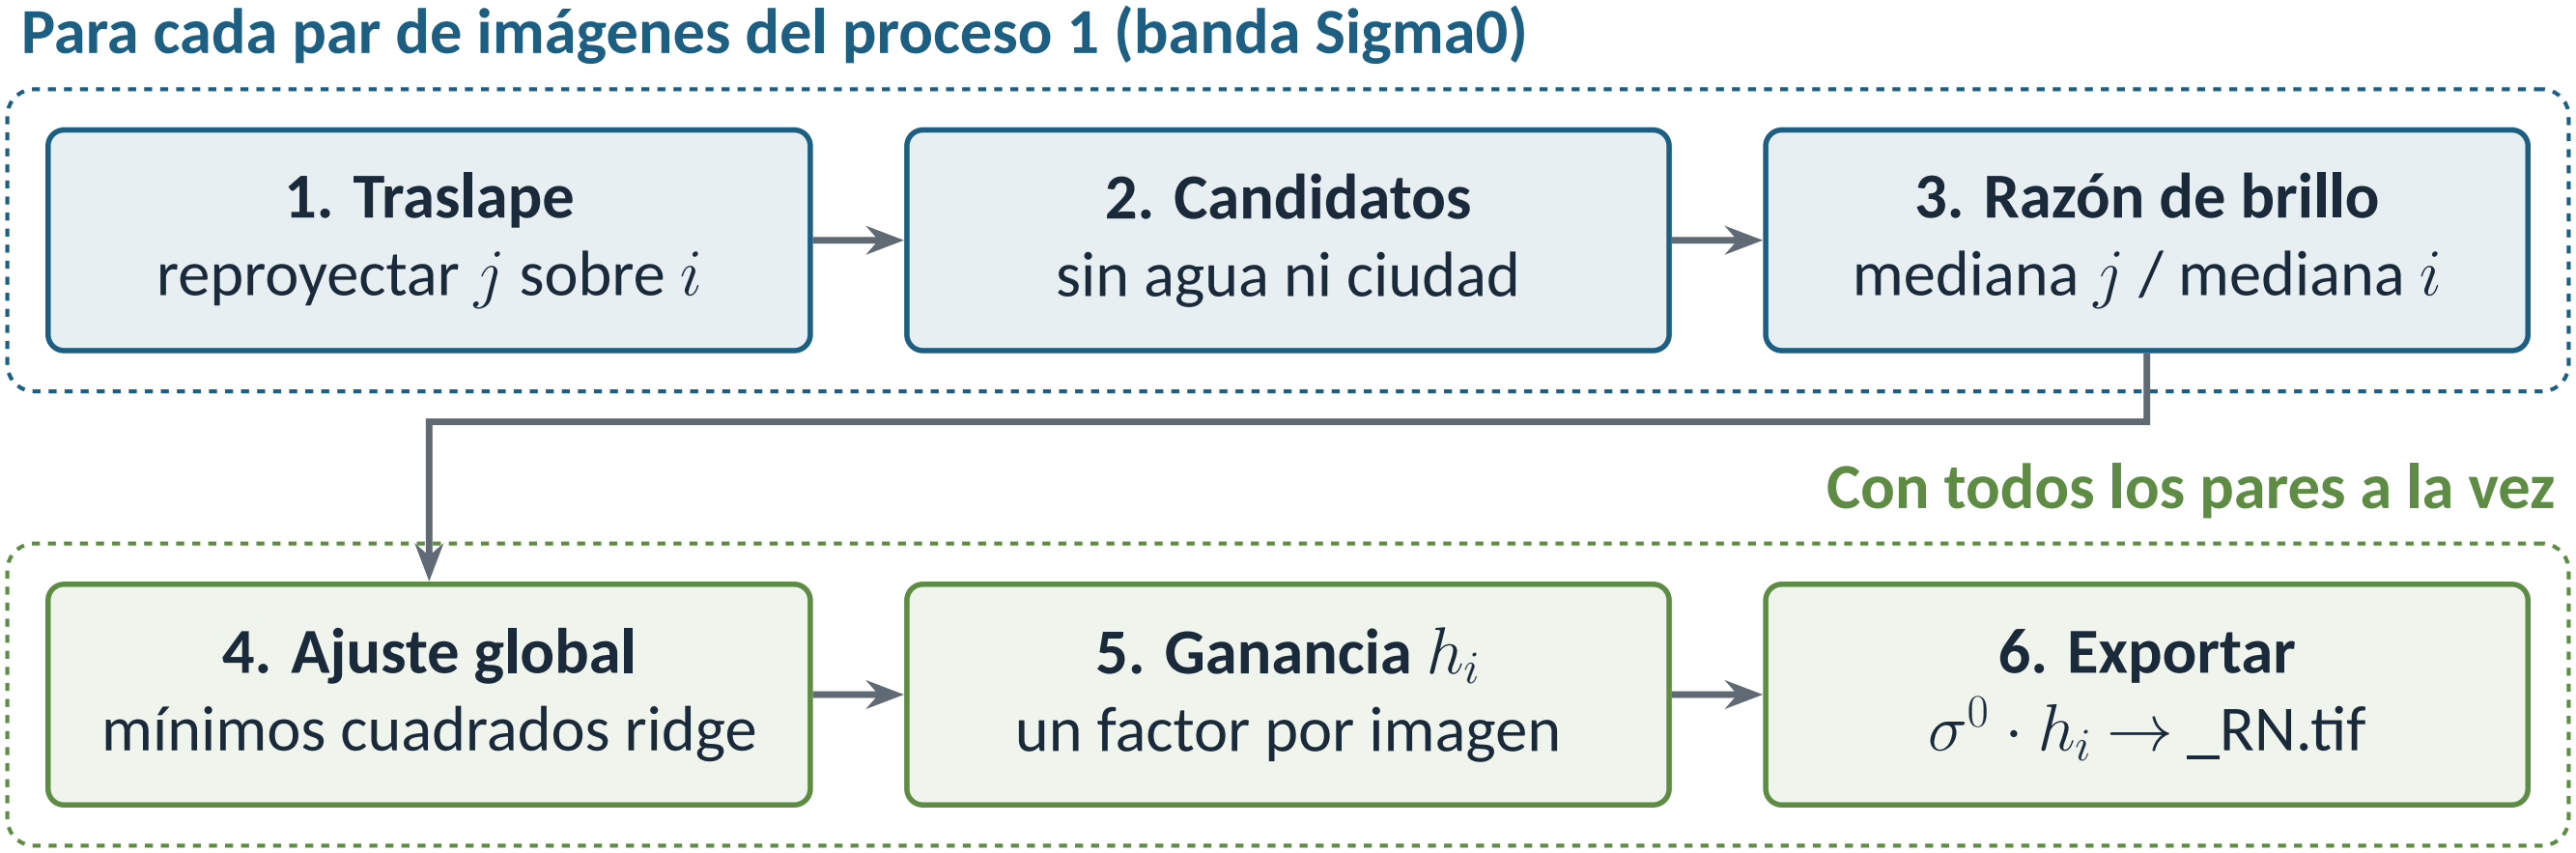 Para cada par de imágenes del proceso 1 (banda Sigma0)
1. Traslape
reproyectar j sobre i
2. Candidatos
sin agua ni ciudad
3. Razón de brillo
mediana j / mediana i
Con todos los pares a la vez
4. Ajuste global
mínimos cuadrados ridge
5. Ganancia hᵢ
un factor por imagen
6. Exportar
σ⁰ · hᵢ → _RN.tif